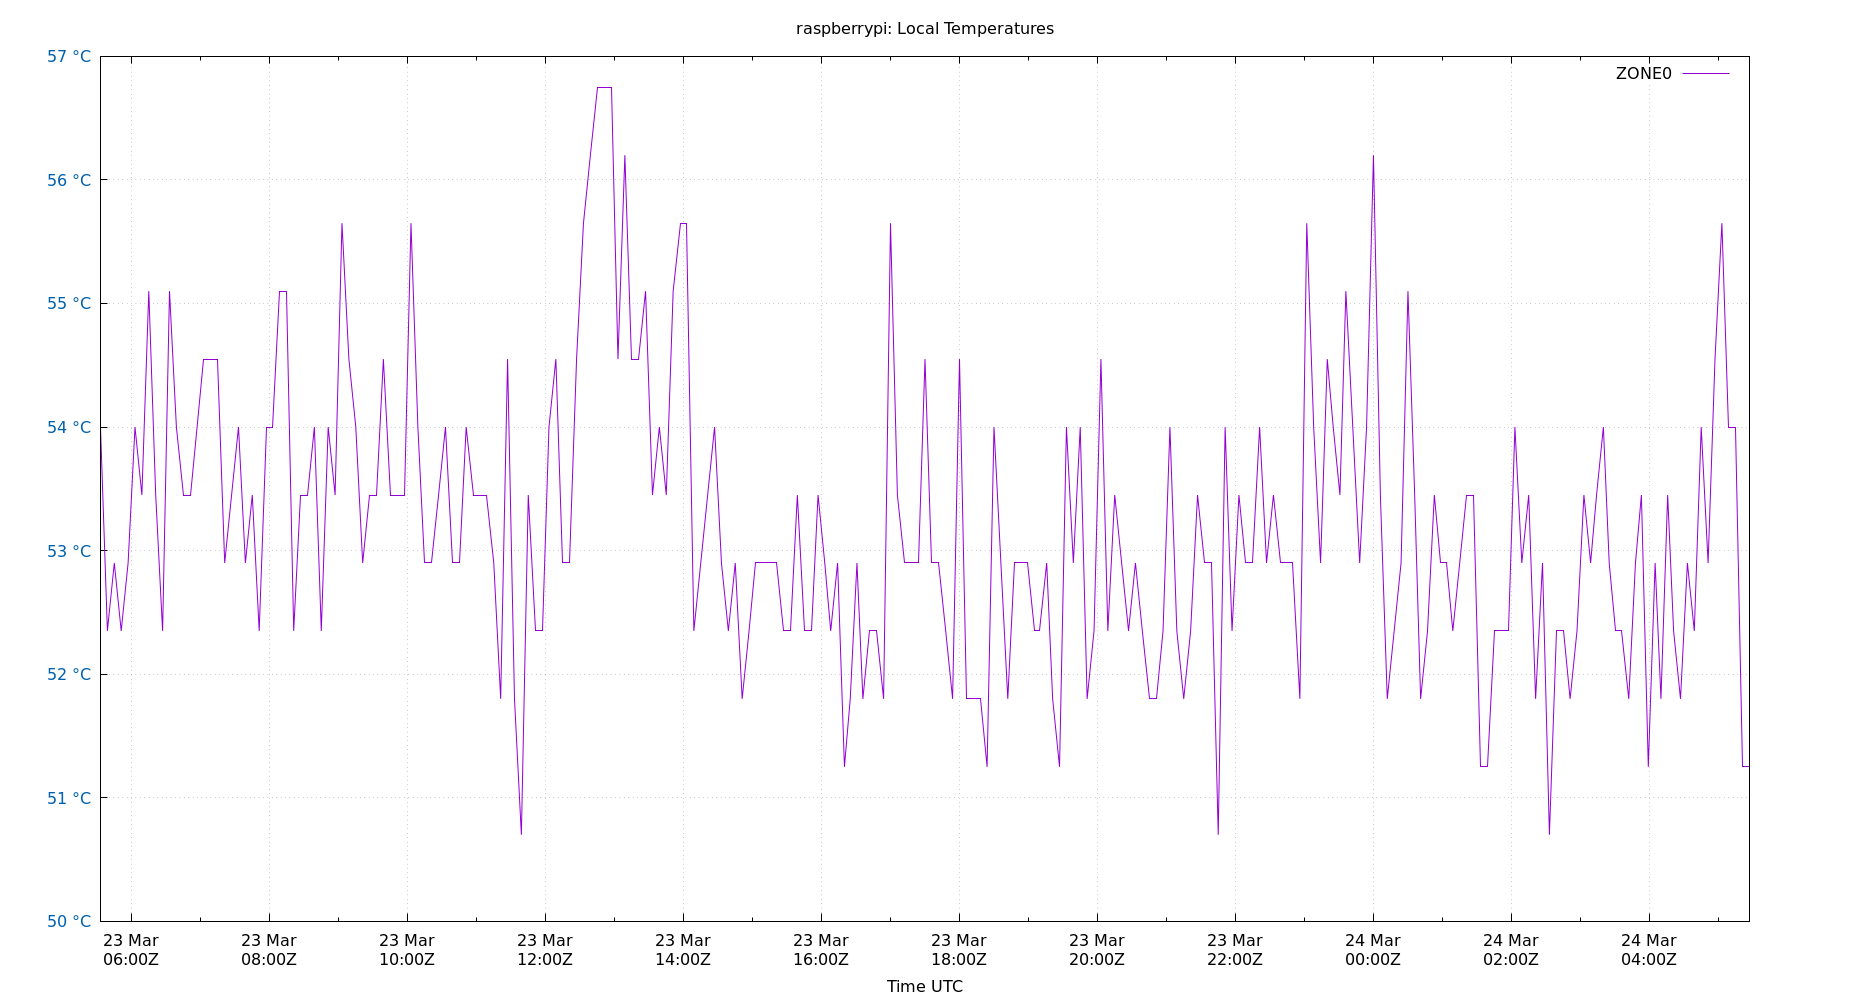 raspberrypi: Local Temperatures
57 °C
ZONE0
56 °C
55 °C
54 °C
53 °C
52 °C
51 °C
50 °C
23 Mar 23 Mar 23 Mar 23 Mar 23 Mar 23 Mar 23 Mar 23 Mar 23 Mar 24 Mar 24 Mar 24 Mar
06:00Z 08:00Z 10:00Z 12:00Z 14:00Z 16:00Z 18:00Z 20:00Z 22:00Z 00:00Z 02:00Z 04:00Z
Time UTC